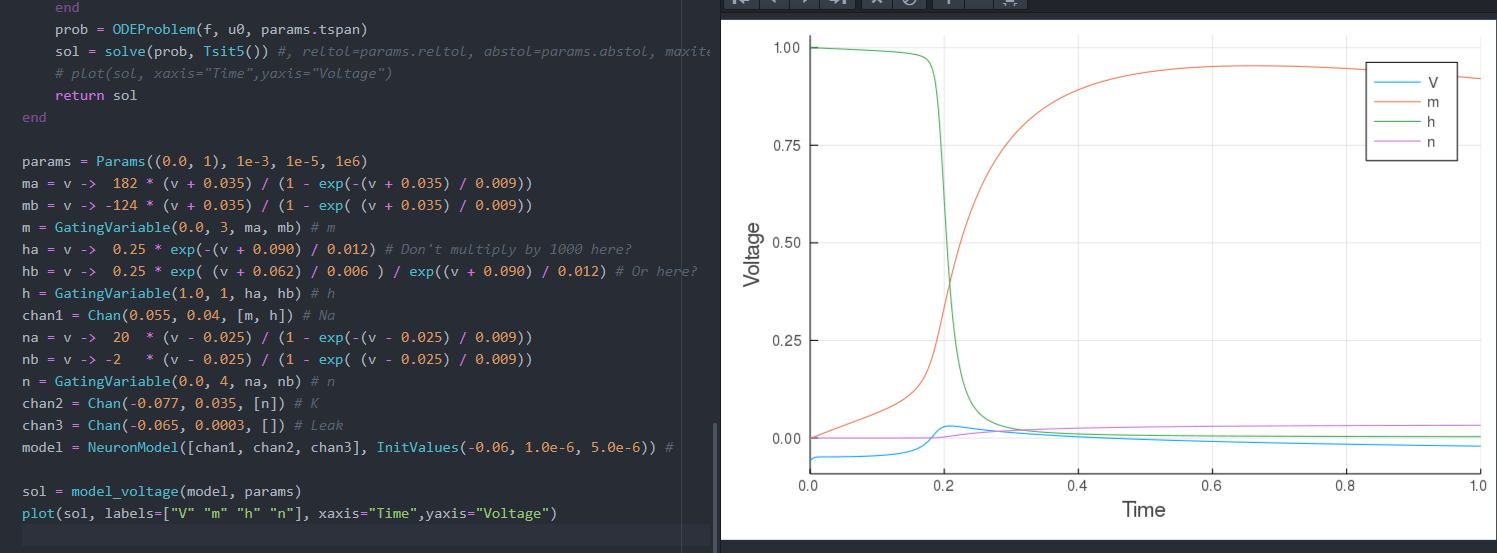 end
prob = ODEProblem(f, u0, params.tspan)
sol = solve(prob, Tsit5()) #, reltol=params.reltol, abstol=params.abstol, maxite
# plot(sol, xaxis="Time",yaxis="Voltage")
return sol
end
params = Params((0.0, 1), 1e-3, 1e-5, 1e6)
ma = v ->  182 * (v + 0.035) / (1 - exp(-(v + 0.035) / 0.009))
mb = v -> -124 * (v + 0.035) / (1 - exp( (v + 0.035) / 0.009))
m = GatingVariable(0.0, 3, ma, mb) # m
ha = v ->  0.25 * exp(-(v + 0.090) / 0.012) # Don't multiply by 1000 here?
hb = v ->  0.25 * exp( (v + 0.062) / 0.006 ) / exp((v + 0.090) / 0.012) # Or here?
h = GatingVariable(1.0, 1, ha, hb) # h
chan1 = Chan(0.055, 0.04, [m, h]) # Na
na = v ->  20  * (v - 0.025) / (1 - exp(-(v - 0.025) / 0.009))
nb = v -> -2   * (v - 0.025) / (1 - exp( (v - 0.025) / 0.009))
n = GatingVariable(0.0, 4, na, nb) # n
chan2 = Chan(-0.077, 0.035, [n]) # K
chan3 = Chan(-0.065, 0.0003, []) # Leak
model = NeuronModel([chan1, chan2, chan3], InitValues(-0.06, 1.0e-6, 5.0e-6)) #
sol = model_voltage(model, params)
plot(sol, labels=["V" "m" "h" "n"], xaxis="Time",yaxis="Voltage")
1.00
0.75
0.50
0.25
0.00
Voltage
0.0
0.2
0.4
0.6
0.8
1.0
Time
V
m
h
n